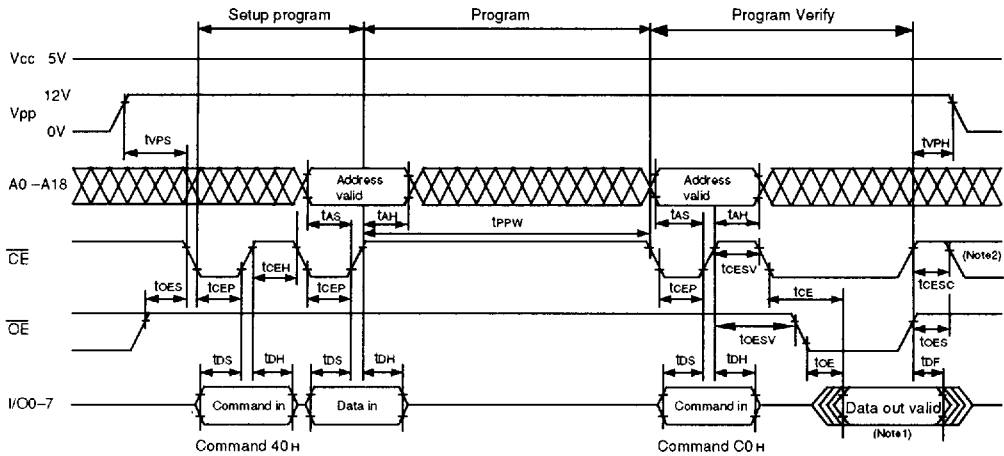 Setup program Program Program Verify
Vcc 5V
12V
Vpp
0V
tVPS tVPH
A0 –A18 Address valid Address valid
tAS tAH tPPW tAS tAH
CE (Note2)
tCEH tCESV
tOES tCEP tCEP tCEP tCE tCESC
OE
tOESV tOES
tDS tDH tDS tDH tDS tDH tOE tDF
I/O0–7 Command in Data in Command in Data out valid
(Note1)
Command 40H Command C0H